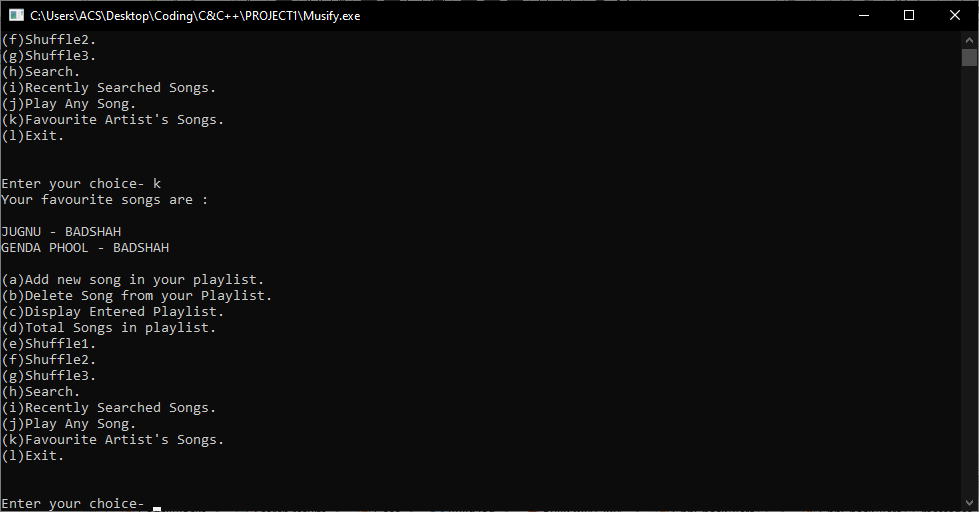 C:\Users\ACS\Desktop\Coding\C&C++\PROJECT1\Musify.exe
(f)Shuffle2.
(g)Shuffle3.
(h)Search.
(i)Recently Searched Songs.
(j)Play Any Song.
(k)Favourite Artist's Songs.
(l)Exit.
Enter your choice- k
Your favourite songs are :
JUGNU - BADSHAH
GENDA PHOOL - BADSHAH
(a)Add new song in your playlist.
(b)Delete Song from your Playlist.
(c)Display Entered Playlist.
(d)Total Songs in playlist.
(e)Shuffle1.
(f)Shuffle2.
(g)Shuffle3.
(h)Search.
(i)Recently Searched Songs.
(j)Play Any Song.
(k)Favourite Artist's Songs.
(l)Exit.
Enter your choice-